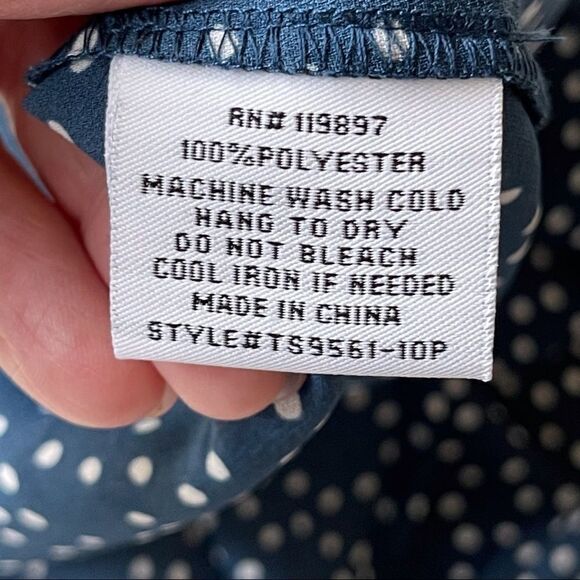 RN# 119897
100%POLYESTER
MACHINE WASH COLD
HANG TO DRY
DO NOT BLEACH
COOL IRON IF NEEDED
MADE IN CHINA
STYLE#TS9561-10P